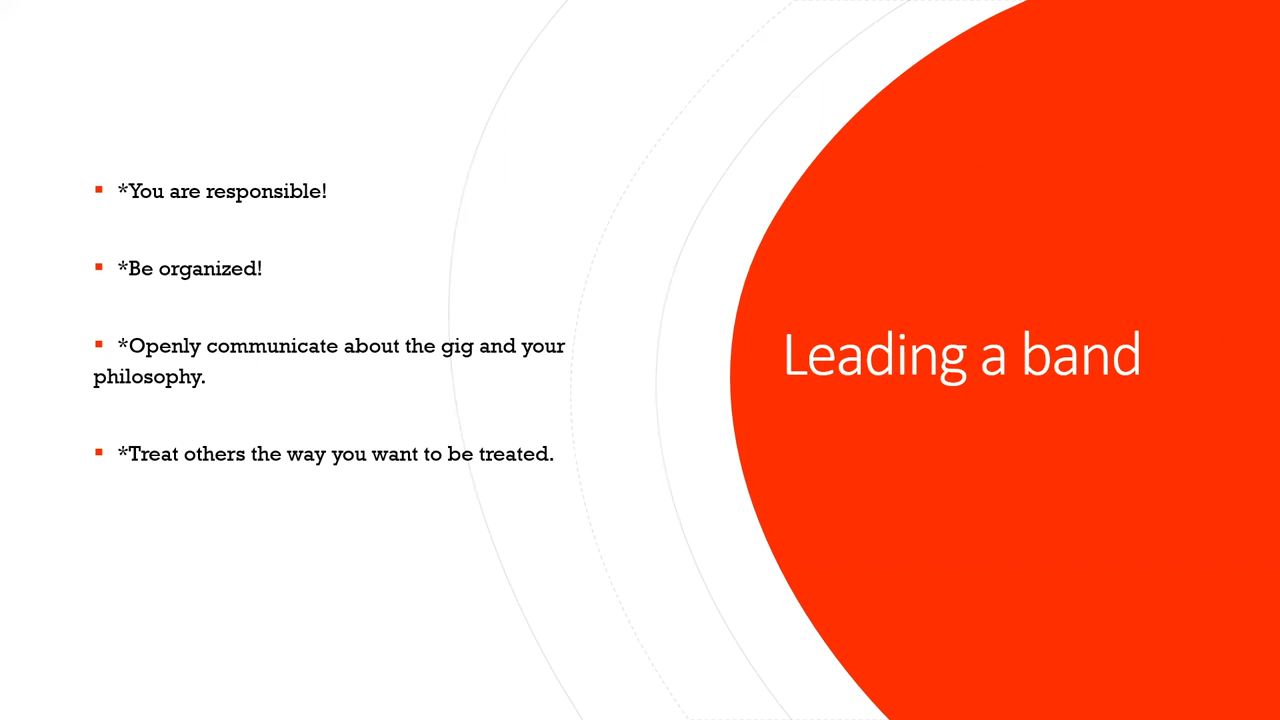 *You are responsible!
*Be organized!
*Openly communicate about the gig and your
philosophy.
*Treat others the way you want to be treated.
Leading a band